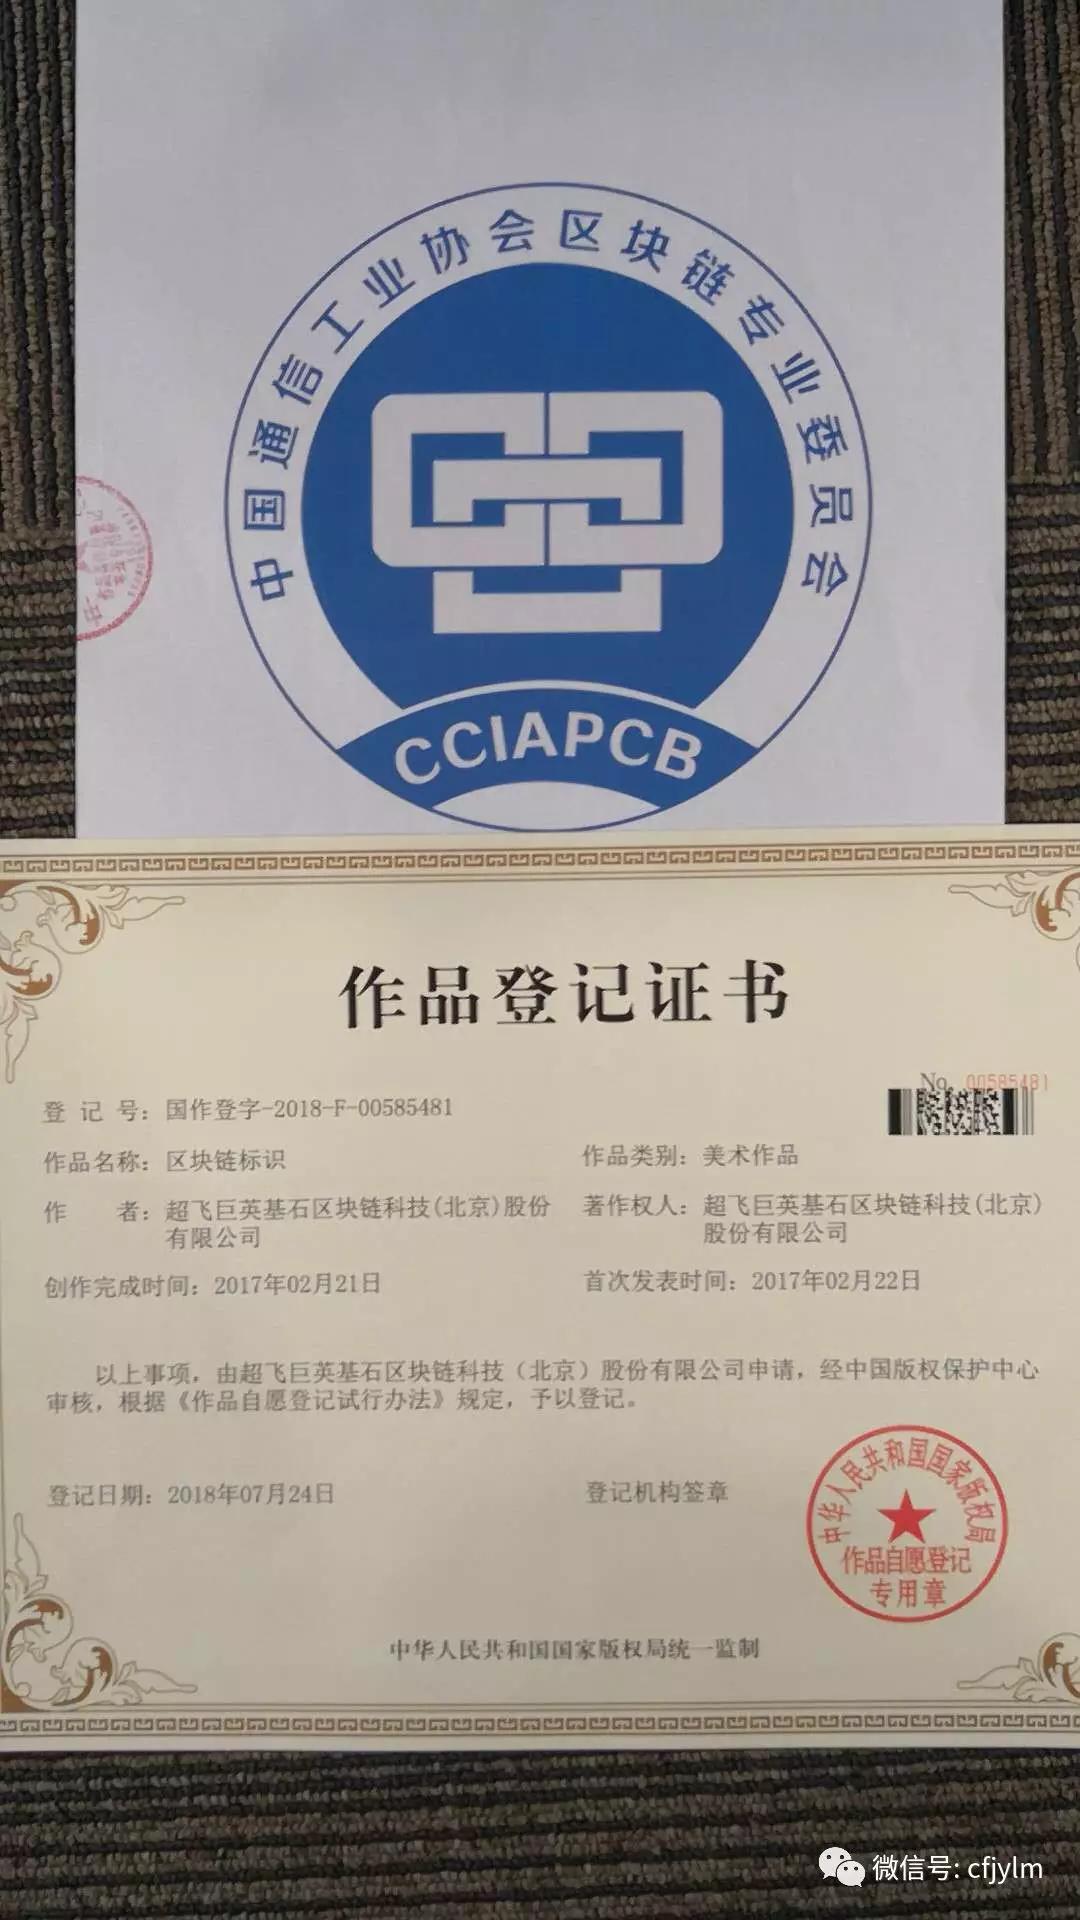 中国通信工业协会区块链专业委员会
CCIAPCB
作品登记证书
No. 00585481
登 记 号：国作登字-2018-F-00585481
作品名称：区块链标识
作品类别：美术作品
作 者：超飞巨英基石区块链科技(北京)股份
有限公司
著作权人：超飞巨英基石区块链科技(北京)
股份有限公司
创作完成时间：2017年02月21日
首次发表时间：2017年02月22日
以上事项，由超飞巨英基石区块链科技（北京）股份有限公司申请，经中国版权保护中心
审核，根据《作品自愿登记试行办法》规定，予以登记。
登记日期：2018年07月24日
登记机构签章
中华人民共和国国家版权局
作品自愿登记
专用章
中华人民共和国国家版权局统一监制
微信号: cfjylm